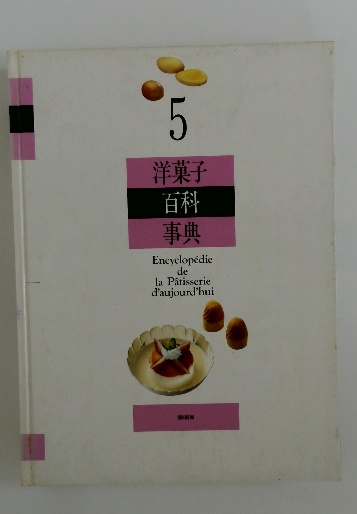 5
洋菓子
百科
事典
Encyclopédie
de
la Pâtisserie
d'aujourd'hui